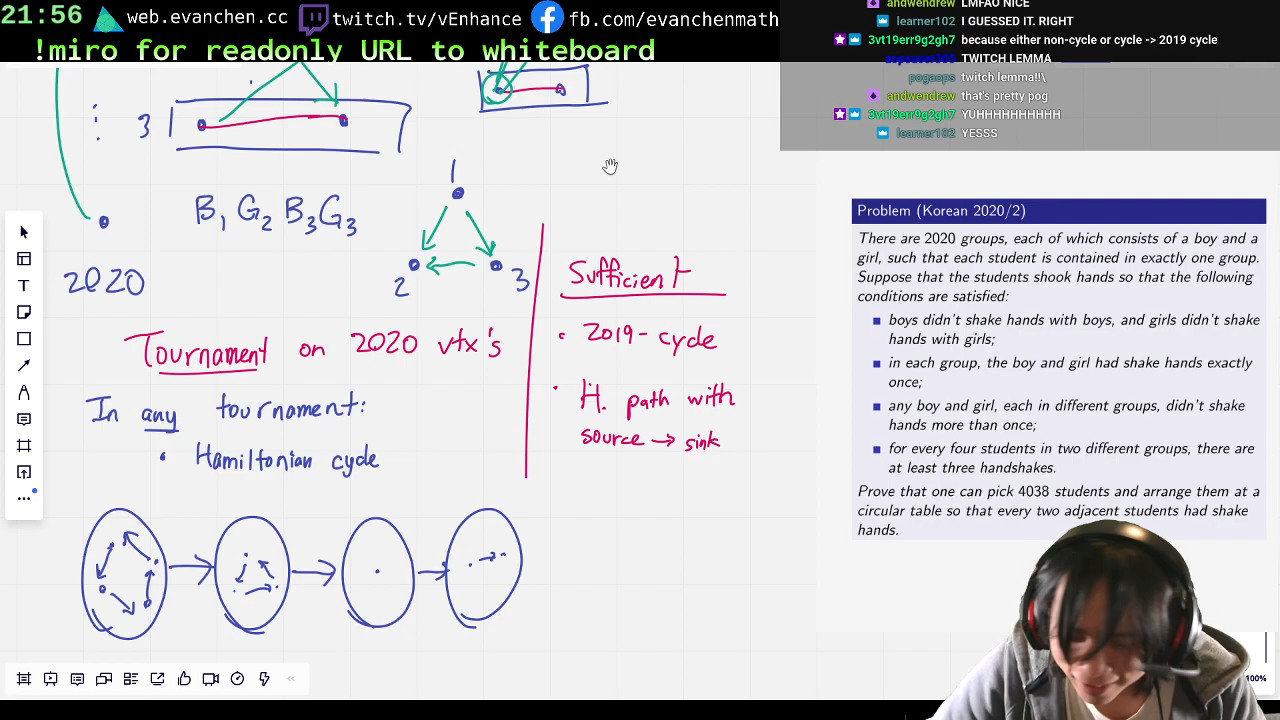 21:56 web.evanchen.cc twitch.tv/vEnhance fb.com/evanchenmath
!miro for readonly URL to whiteboard
andwendrew LMFAO NICE
learner102 I GUESSED IT. RIGHT
3vt19err9g2gh7 because either non-cycle or cycle -> 2019 cycle
TWITCH LEMMA
pogaops twitch lemma!!\
andwendrew that's pretty pog
3vt19err9g2gh7 YUHHHHHHHHHH
learner102 YESSS
3
B₁ G₂ B₃ G₃
1
2
3
2020
Tournament on 2020 vtx's
In any tournament:
• Hamiltonian cycle
Sufficient
• 2019-cycle
• H. path with
source → sink
Problem (Korean 2020/2)
There are 2020 groups, each of which consists of a boy and a
girl, such that each student is contained in exactly one group.
Suppose that the students shook hands so that the following
conditions are satisfied:
boys didn't shake hands with boys, and girls didn't shake
hands with girls;
in each group, the boy and girl had shake hands exactly
once;
any boy and girl, each in different groups, didn't shake
hands more than once;
for every four students in two different groups, there are
at least three handshakes.
Prove that one can pick 4038 students and arrange them at a
circular table so that every two adjacent students had shake
hands.
100%